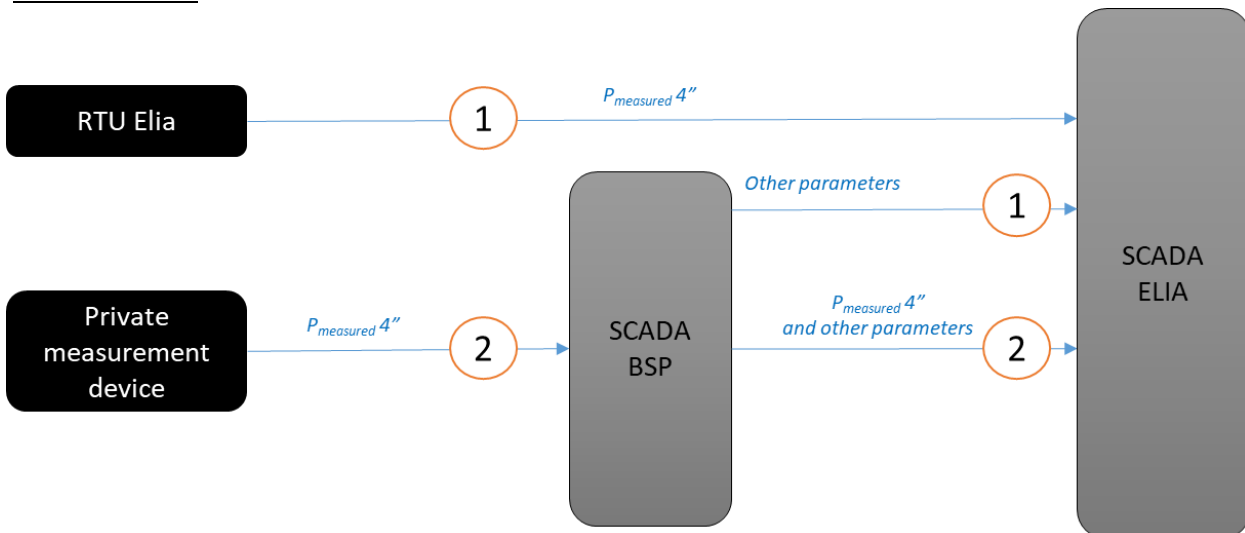 RTU Elia
1
Pmeasured 4”
Other parameters
1
Private
measurement
device
Pmeasured 4”
2
SCADA
BSP
Pmeasured 4”
and other parameters
2
SCADA
ELIA